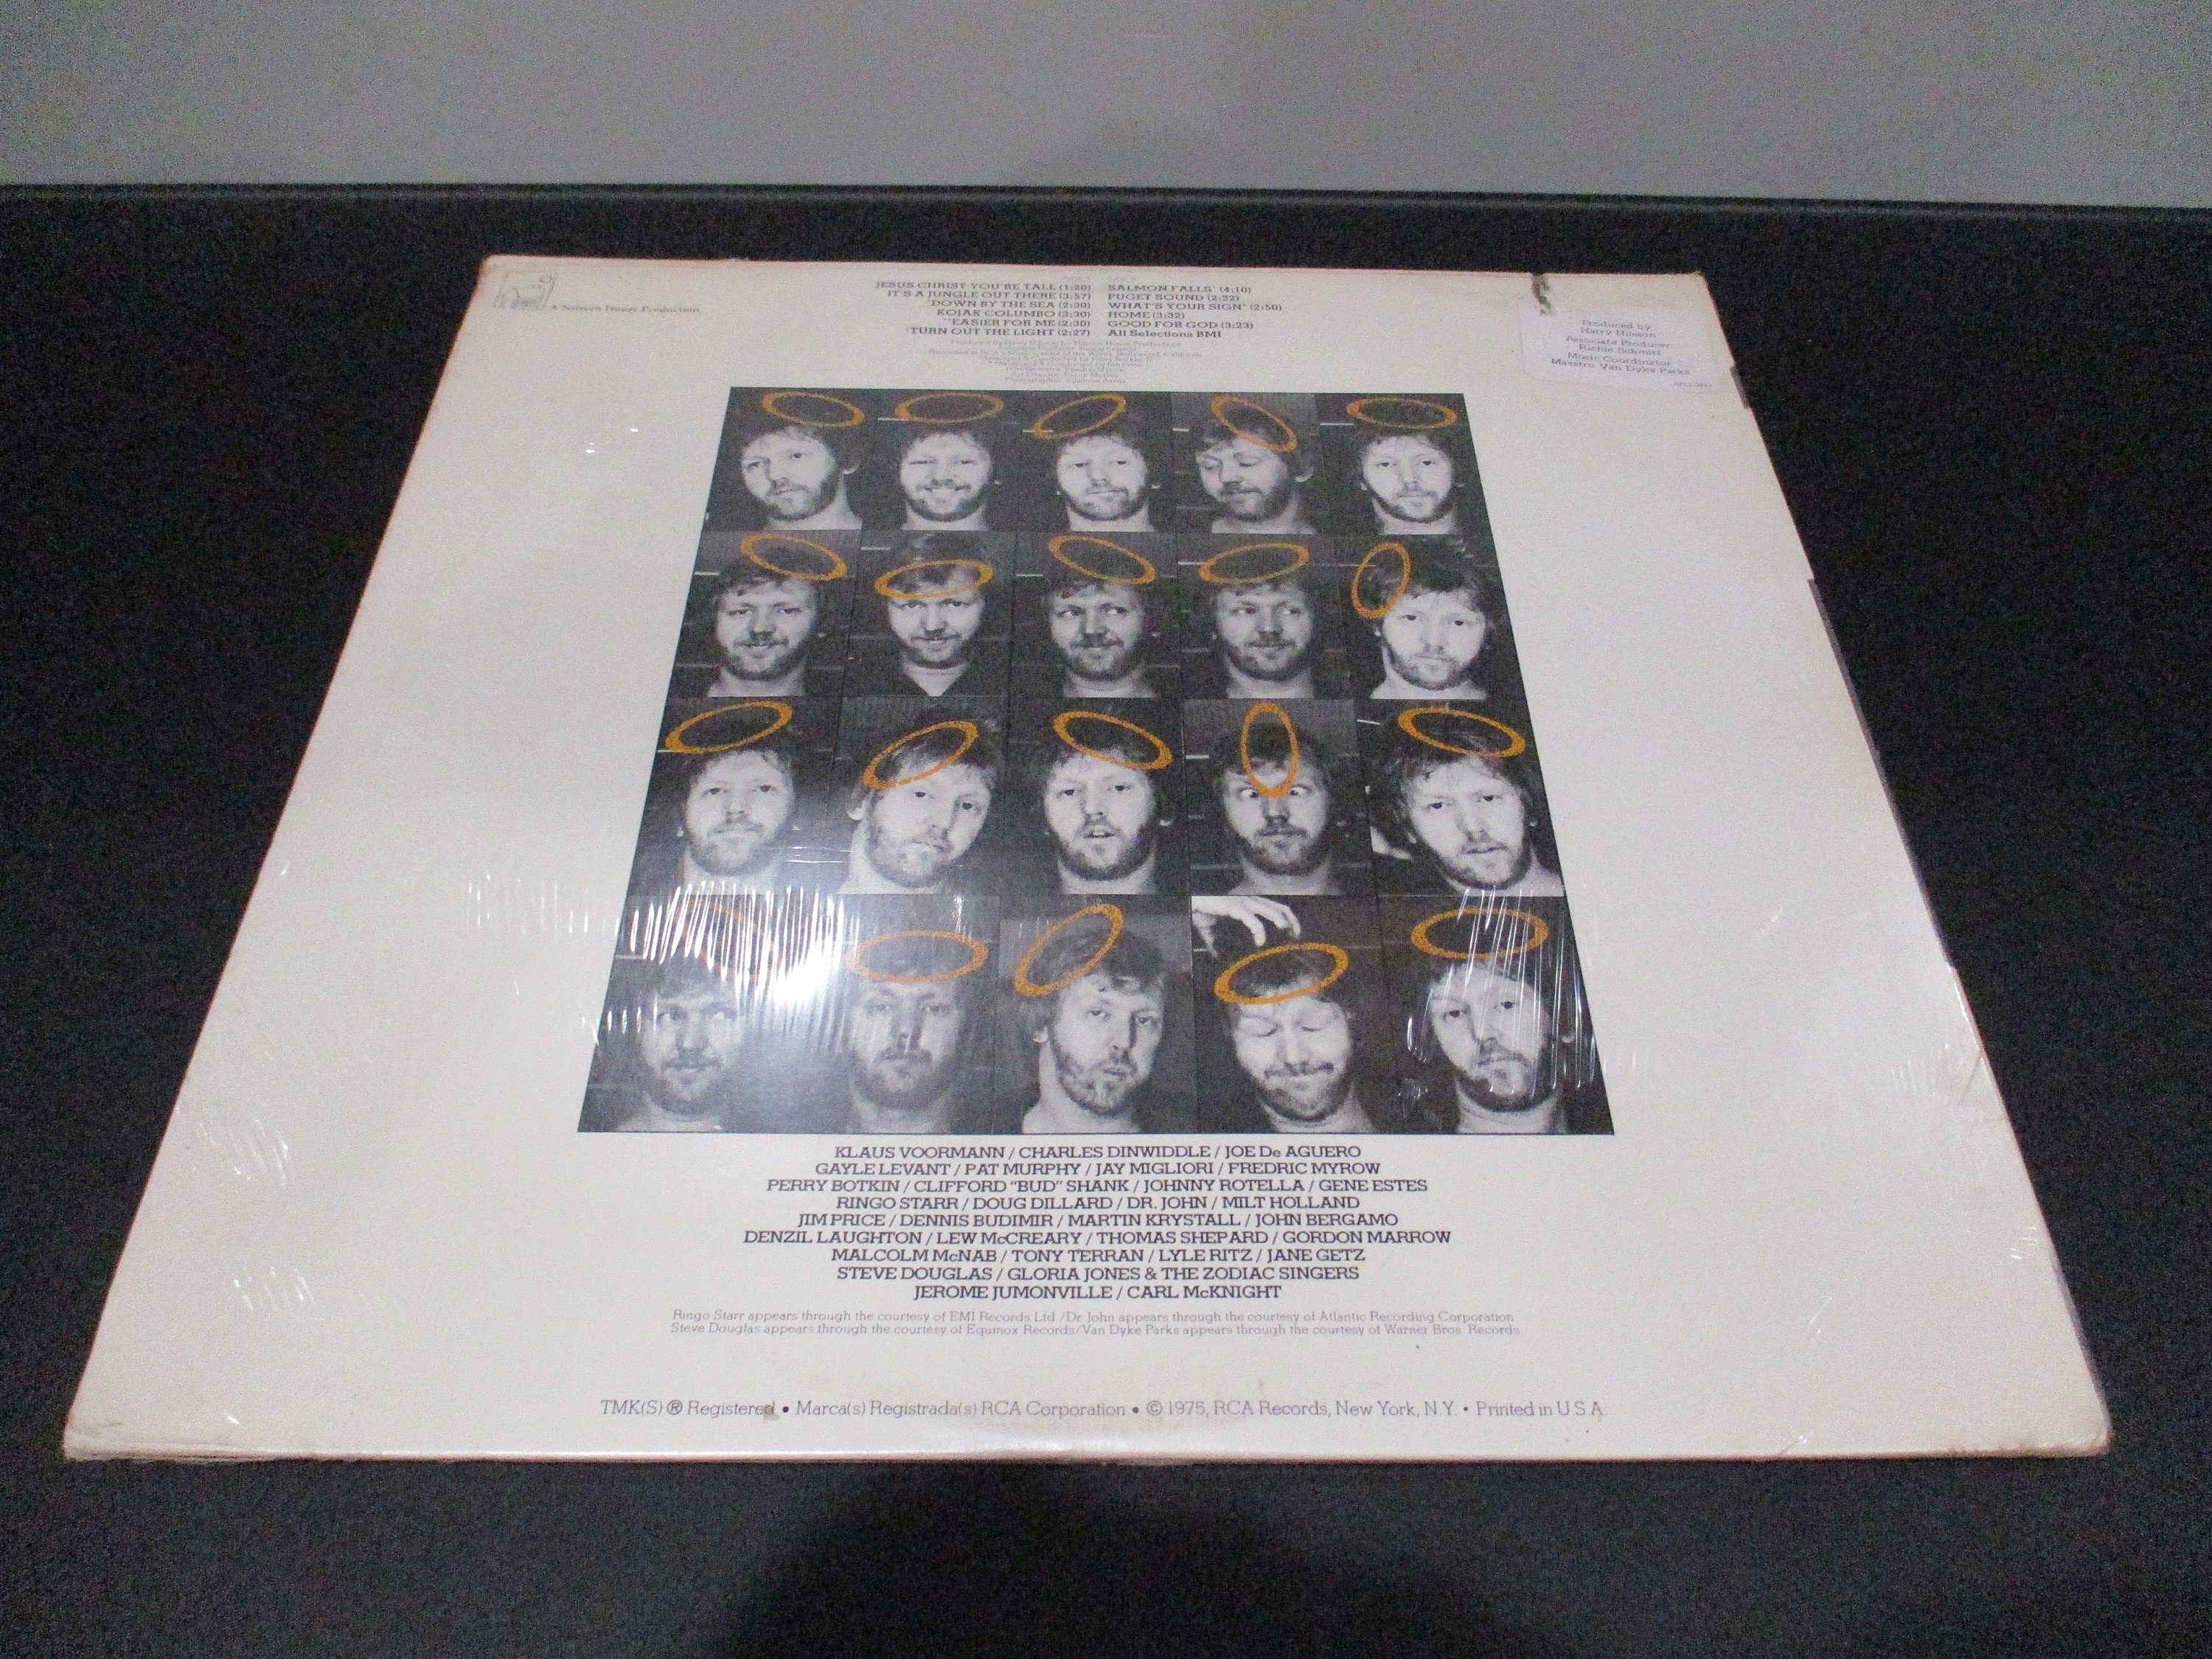 A Nilsson House Production
JESUS CHRIST YOU'RE TALL (1:20)
IT'S A JUNGLE OUT THERE (3:57)
*DOWN BY THE SEA (2:30)
KOJAK COLUMBO (3:30)
**EASIER FOR ME (2:30)
†TURN OUT THE LIGHT (2:27)
SALMON FALLS* (4:10)
PUGET SOUND (2:22)
WHAT'S YOUR SIGN* (2:50)
HOME (3:32)
GOOD FOR GOD (3:23)
All Selections BMI
Produced by Harry Nilsson for Nilsson House Productions
Produced by
Harry Nilsson
Associate Producer
Richie Schmitt
Music Coordinator
Maestro Van Dyke Parks
KLAUS VOORMANN / CHARLES DINWIDDLE / JOE De AGUERO
GAYLE LEVANT / PAT MURPHY / JAY MIGLIORI / FREDRIC MYROW
PERRY BOTKIN / CLIFFORD "BUD" SHANK / JOHNNY ROTELLA / GENE ESTES
RINGO STARR / DOUG DILLARD / DR. JOHN / MILT HOLLAND
JIM PRICE / DENNIS BUDIMIR / MARTIN KRYSTALL / JOHN BERGAMO
DENZIL LAUGHTON / LEW McCREARY / THOMAS SHEPARD / GORDON MARROW
MALCOLM McNAB / TONY TERRAN / LYLE RITZ / JANE GETZ
STEVE DOUGLAS / GLORIA JONES & THE ZODIAC SINGERS
JEROME JUMONVILLE / CARL McKNIGHT
Ringo Starr appears through the courtesy of EMI Records Ltd./Dr. John appears through the courtesy of Atlantic Recording Corporation
Steve Douglas appears through the courtesy of Equinox Records/Van Dyke Parks appears through the courtesy of Warner Bros. Records
TMK(S) ® Registered • Marca(s) Registrada(s) RCA Corporation • © 1975, RCA Records, New York, N.Y. • Printed in U.S.A.